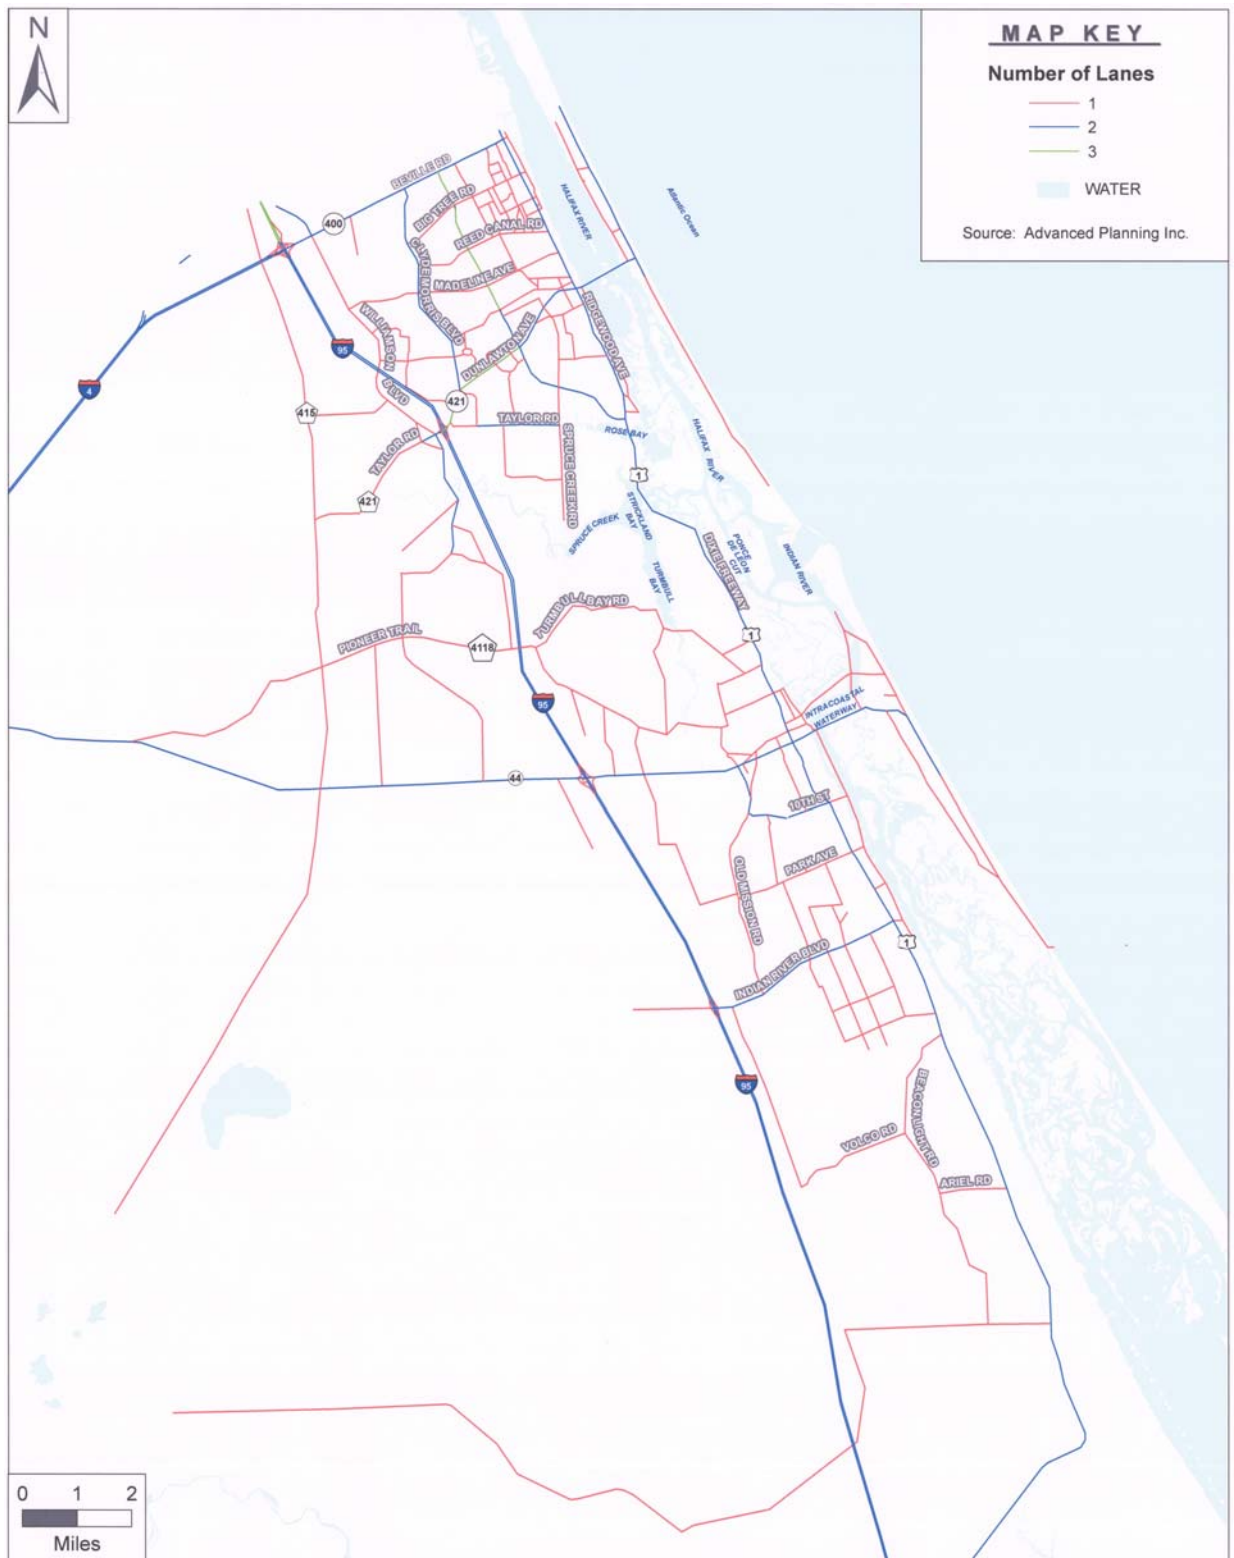 N
MAP KEY
Number of Lanes
1
2
3
WATER
Source: Advanced Planning Inc.
BEVILLE RD
400
BIG TREE RD
REED CANAL RD
HALIFAX RIVER
Atlantic Ocean
CLYDE MORRIS BLVD
MADELINE AVE
WILLIAMSON
BLVD
DUNLAWTON AVE
RIDGEWOOD AVE
95
4
415
421
TAYLOR RD
TAYLOR RD
421
SPRUCE CREEK RD
ROSE BAY
HALIFAX RIVER
1
STRICKLAND
BAY
SPRUCE CREEK
DIXIE FREEWAY
PONCE
DE LEON
CUT
INDIAN RIVER
TURMBULL
BAY
TURMBULL BAY RD
1
PIONEER TRAIL
4118
95
INTRACOASTAL
WATERWAY
44
10TH ST
PARK AVE
OLD MISSION RD
1
INDIAN RIVER BLVD
95
BEACON LIGHT RD
VOLCO RD
ARIEL RD
0 1 2
Miles